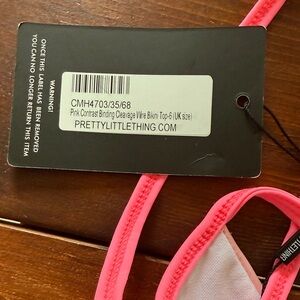 WARNING!
ONCE THIS LABEL HAS BEEN REMOVED
YOU CAN NO LONGER RETURN THIS ITEM
CMH4703/35/68
Pink Contrast Binding Cleavage Wire Bikini Top-6 (UK size)
PRETTYLITTLETHING.COM